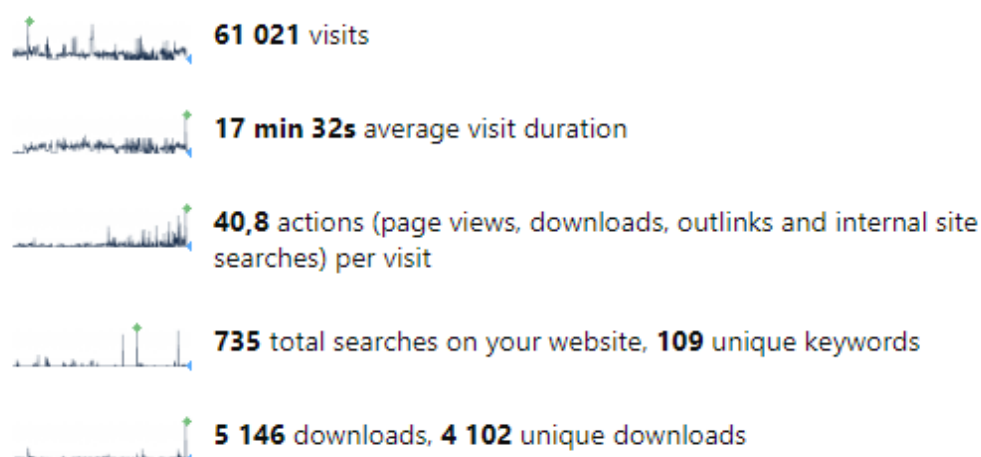 61 021 visits
17 min 32s average visit duration
40,8 actions (page views, downloads, outlinks and internal site
searches) per visit
735 total searches on your website, 109 unique keywords
5 146 downloads, 4 102 unique downloads